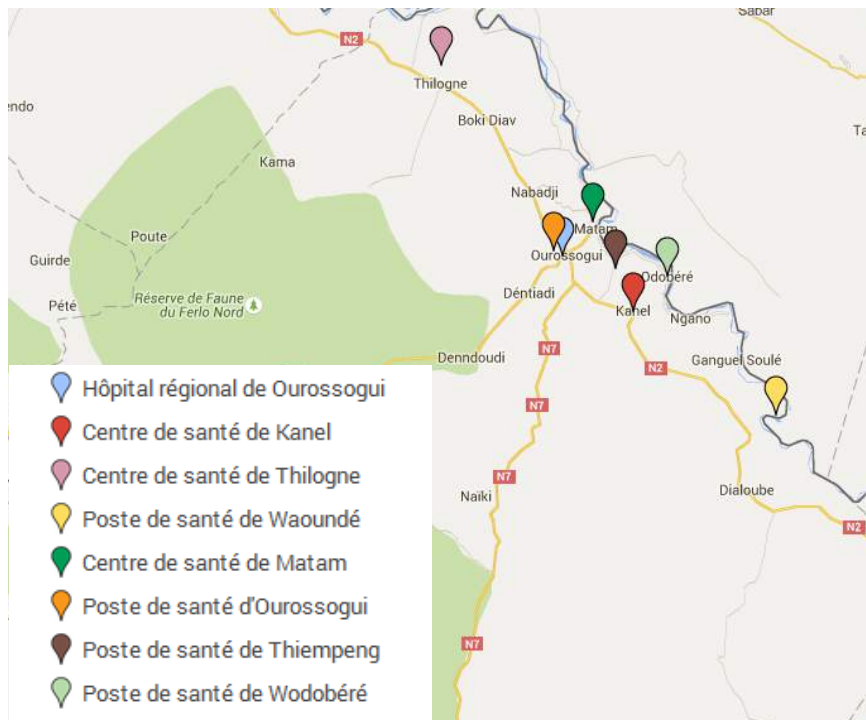 Sabar
N2
Thilogne
endo
Boki Diav
Ta
Kama
Nabadji
Poute
Matam
Guirde
Ourossogui
Odobéré
Déntiadi
Pété
Réserve de Faune
du Ferlo Nord
Kanel
Ngano
N7
Denndoudi
Ganguel Soulé
N2
Hôpital régional de Ourossogui
N7
Centre de santé de Kanel
Centre de santé de Thilogne
N7
Naïki
Dialoube
Poste de santé de Waoundé
N2
Centre de santé de Matam
Poste de santé d'Ourossogui
N7
Poste de santé de Thiempeng
Poste de santé de Wodobéré